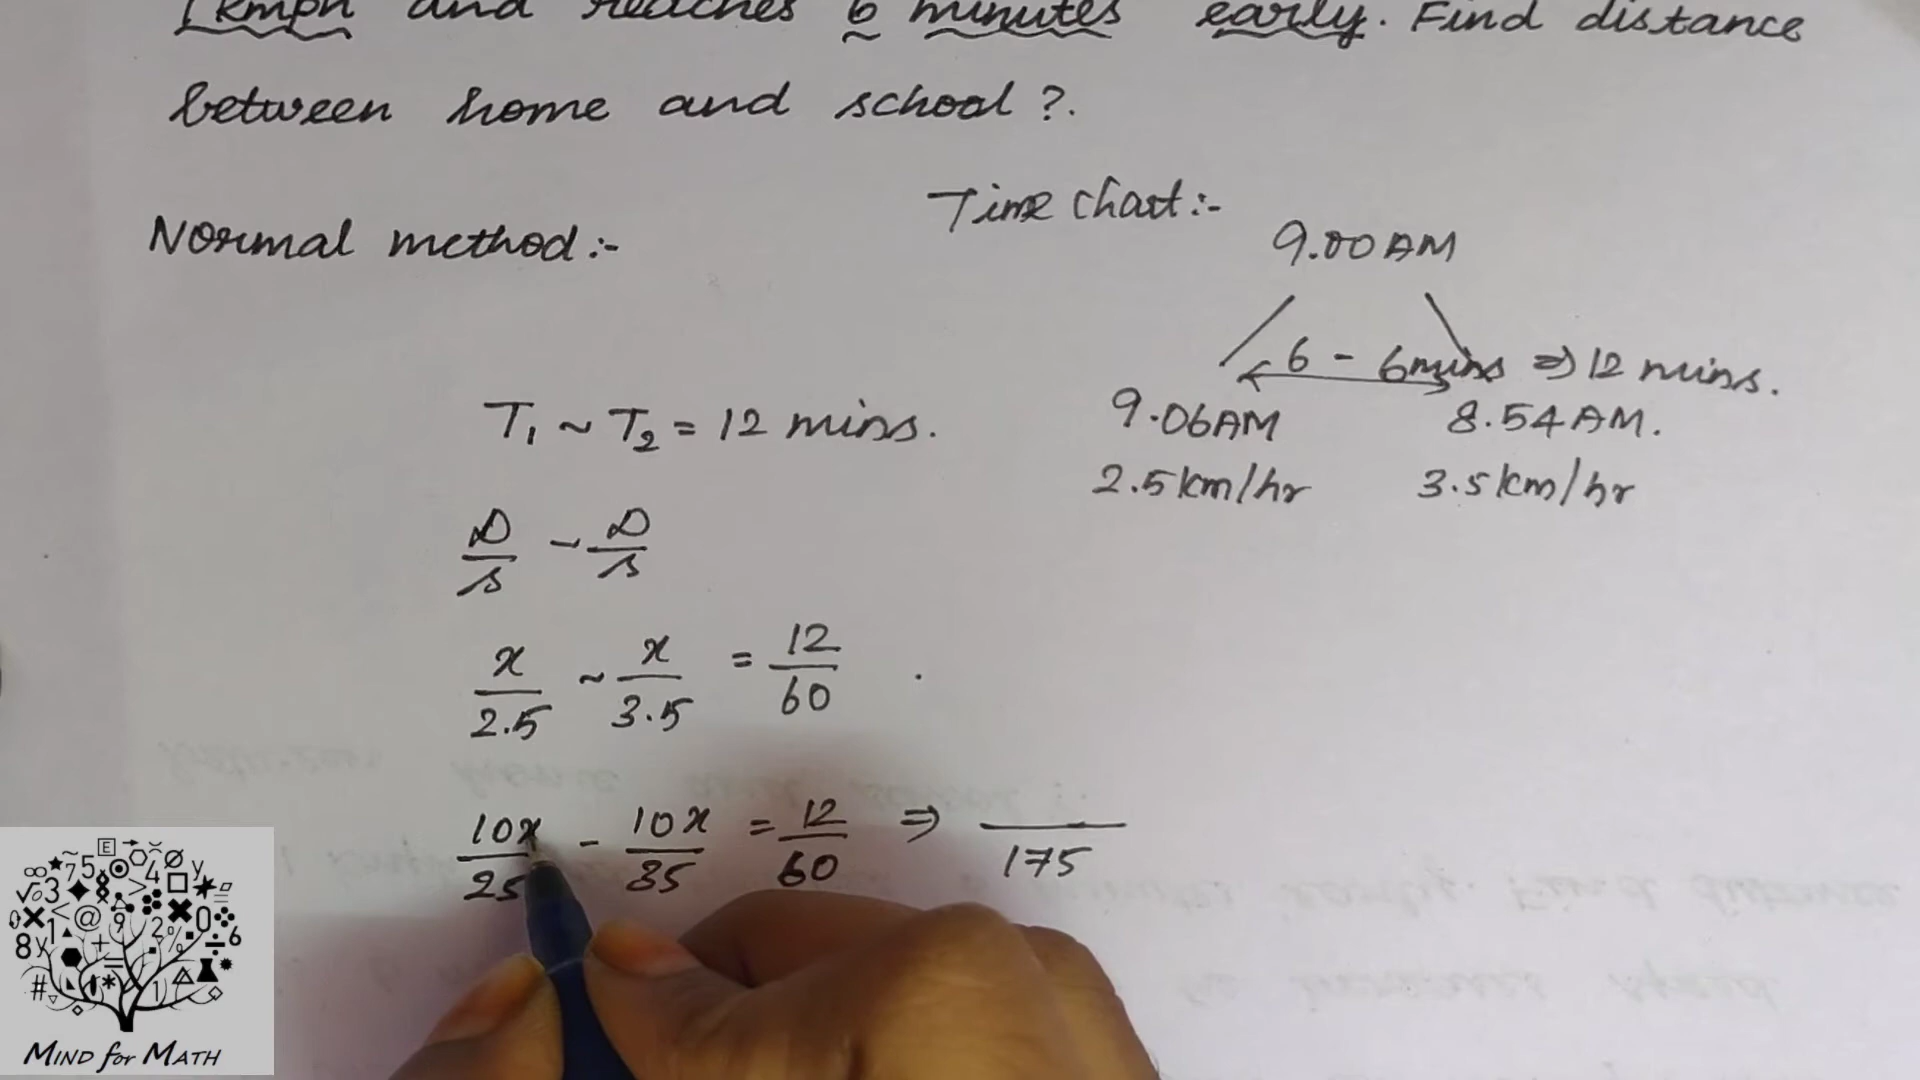 1 kmph and reaches 6 minutes early. Find distance
between home and school?.
Time chart:-
Normal method:-
9.00AM
6 - 6mins ⇒ 12 mins.
9.06AM 8.54AM.
2.5km/hr 3.5km/hr
T₁ ~ T₂ = 12 mins.
D/s - D/s
x/2.5 ~ x/3.5 = 12/60
10x/25 - 10x/35 = 12/60 ⇒ /175
MIND for MATH